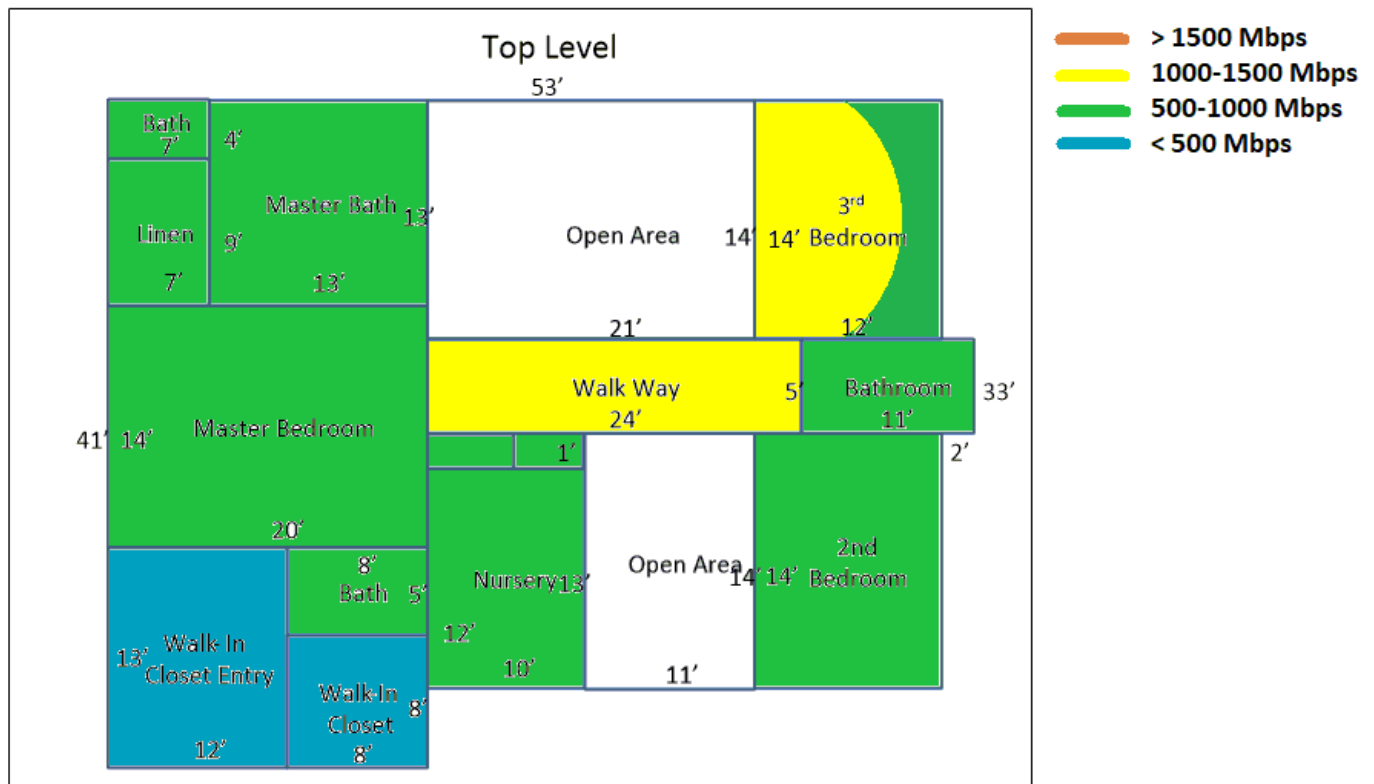 Top Level
53’
> 1500 Mbps
1000-1500 Mbps
500-1000 Mbps
< 500 Mbps
Bath
7’
4’
Master Bath
13’
13’
Linen
9’
7’
Open Area
14’
21’
3rd
14’ Bedroom
12’
Walk Way
5’
24’
Bathroom
11’
33’
2’
Master Bedroom
41’ 14’
20’
1’
8’
Bath
5’
Nursery
13’
12’
10’
Open Area
14’
11’
14’
2nd
Bedroom
Walk-In
13’
Closet Entry
12’
Walk-In
8’
Closet
8’